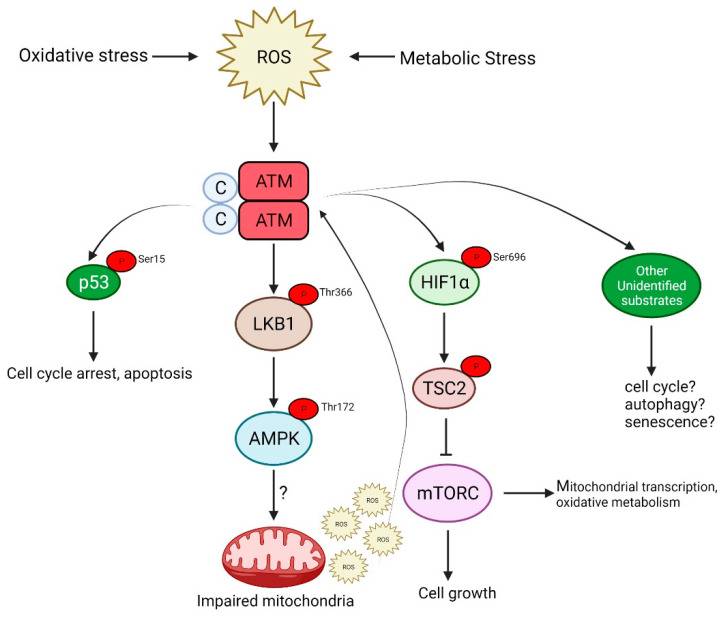 Oxidative stress
ROS
Metabolic Stress
C
ATM
C
ATM
p53
P
Ser15
P
Thr366
LKB1
HIF1α
P
Ser696
Other
Unidentified
substrates
Cell cycle arrest, apoptosis
P
Thr172
AMPK
TSC2
P
cell cycle?
autophagy?
senescence?
?
mTORC
Mitochondrial transcription,
oxidative metabolism
ROS
ROS
ROS
ROS
Impaired mitochondria
Cell growth